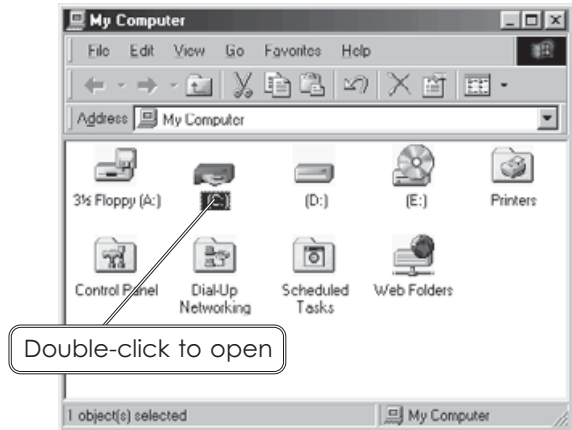 My Computer
File Edit View Go Favorites Help
Address My Computer
3½ Floppy (A:) (C:) (D:) (E:) Printers
Control Panel Dial-Up Networking Scheduled Tasks Web Folders
Double-click to open
1 object(s) selected My Computer